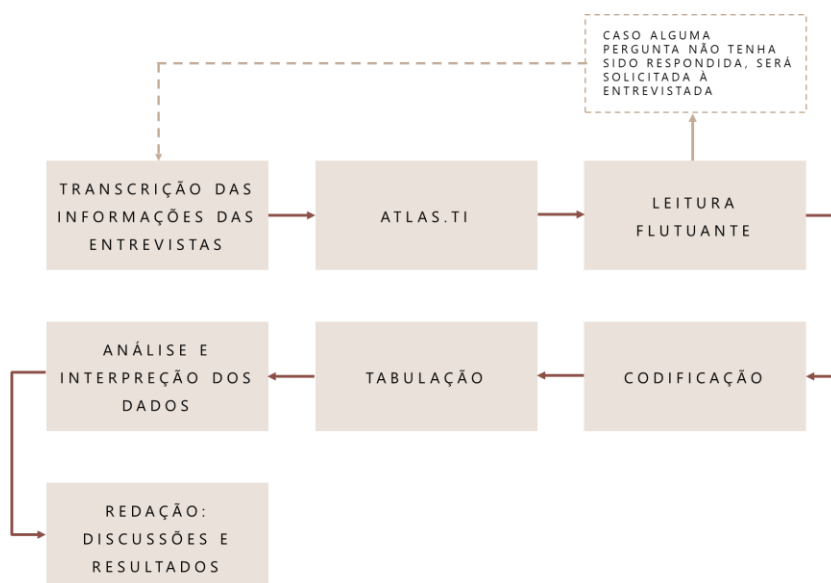 CASO ALGUMA
PERGUNTA NÃO TENHA
SIDO RESPONDIDA, SERÁ
SOLICITADA À
ENTREVISTADA
TRANSCRIÇÃO DAS
INFORMAÇÕES DAS
ENTREVISTAS
ATLAS.TI
LEITURA
FLUTUANTE
ANÁLISE E
INTERPREÇÃO DOS
DADOS
TABULAÇÃO
CODIFICAÇÃO
REDAÇÃO:
DISCUSSÕES E
RESULTADOS